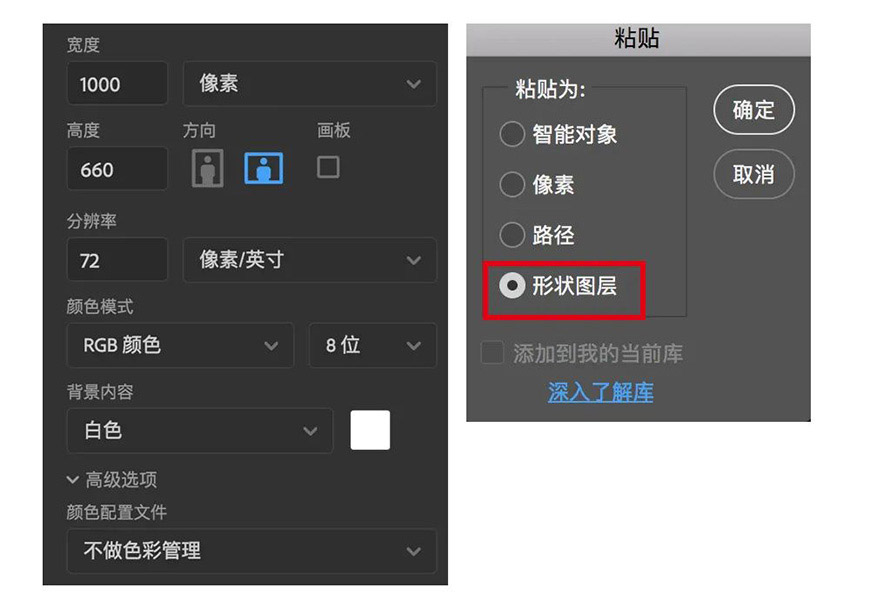 宽度
1000 像素
高度 方向 画板
660
分辨率
72 像素/英寸
颜色模式
RGB 颜色 8 位
背景内容
白色
高级选项
颜色配置文件
不做色彩管理
粘贴
粘贴为:
智能对象
像素
路径
形状图层
确定
取消
添加到我的当前库
深入了解库